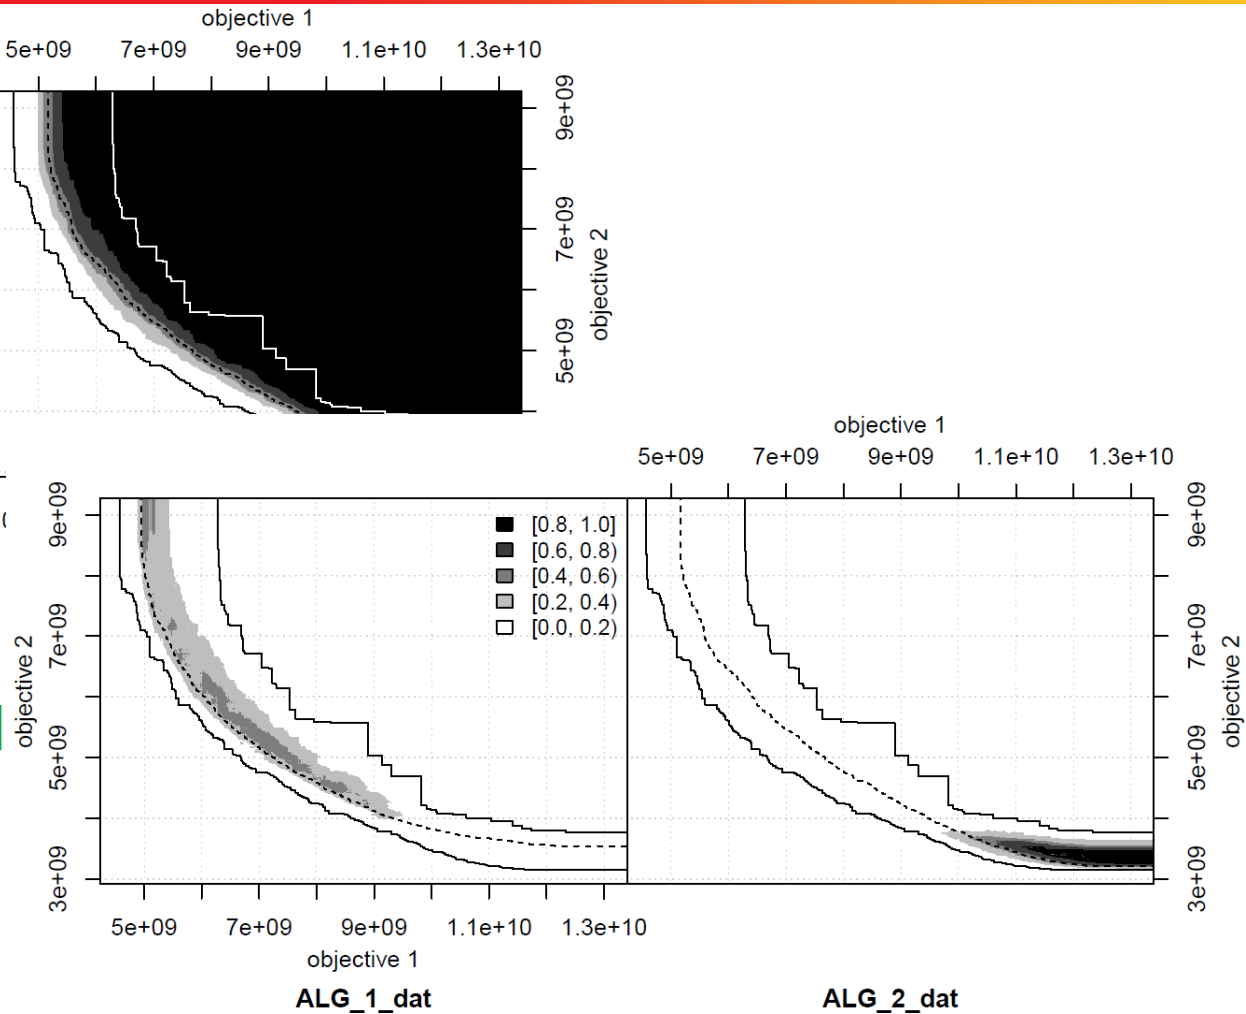 objective 1
5e+09 7e+09 9e+09 1.1e+10 1.3e+10
9e+09
7e+09
5e+09
objective 2
objective 1
5e+09 7e+09 9e+09 1.1e+10 1.3e+10
9e+09
7e+09
5e+09
3e+09
objective 2
[0.8, 1.0]
[0.6, 0.8)
[0.4, 0.6)
[0.2, 0.4)
[0.0, 0.2)
9e+09
7e+09
5e+09
3e+09
objective 2
5e+09 7e+09 9e+09 1.1e+10 1.3e+10
objective 1
ALG_1_dat
ALG_2_dat